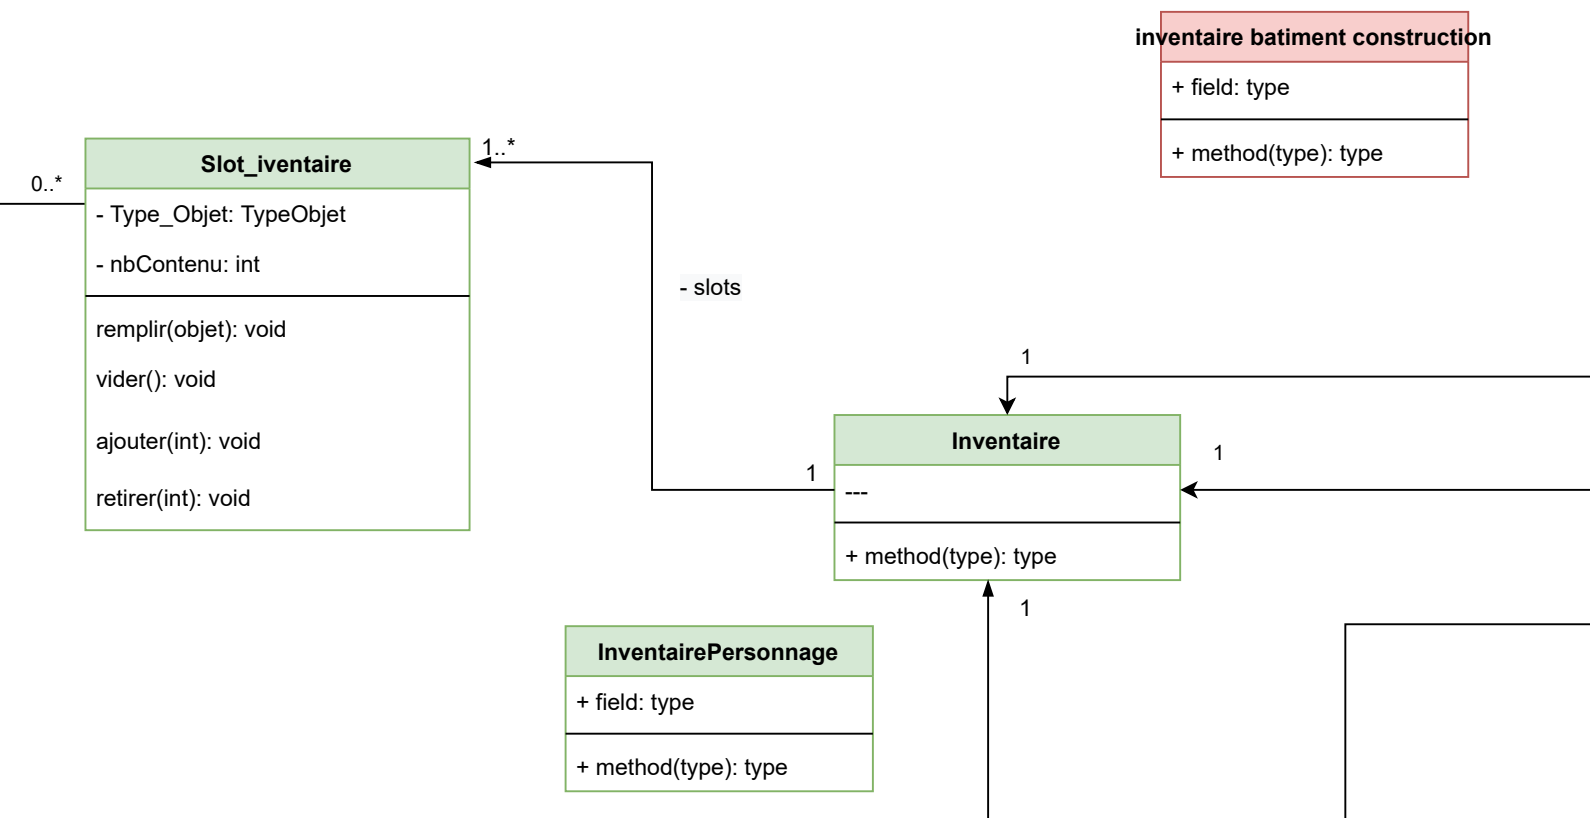 inventaire batiment construction
+ field: type
+ method(type): type
0..*
Slot_iventaire
- Type_Objet: TypeObjet
- nbContenu: int
remplir(objet): void
vider(): void
ajouter(int): void
retirer(int): void
1..*
- slots
1
1
Inventaire
---
+ method(type): type
1
1
InventairePersonnage
+ field: type
+ method(type): type